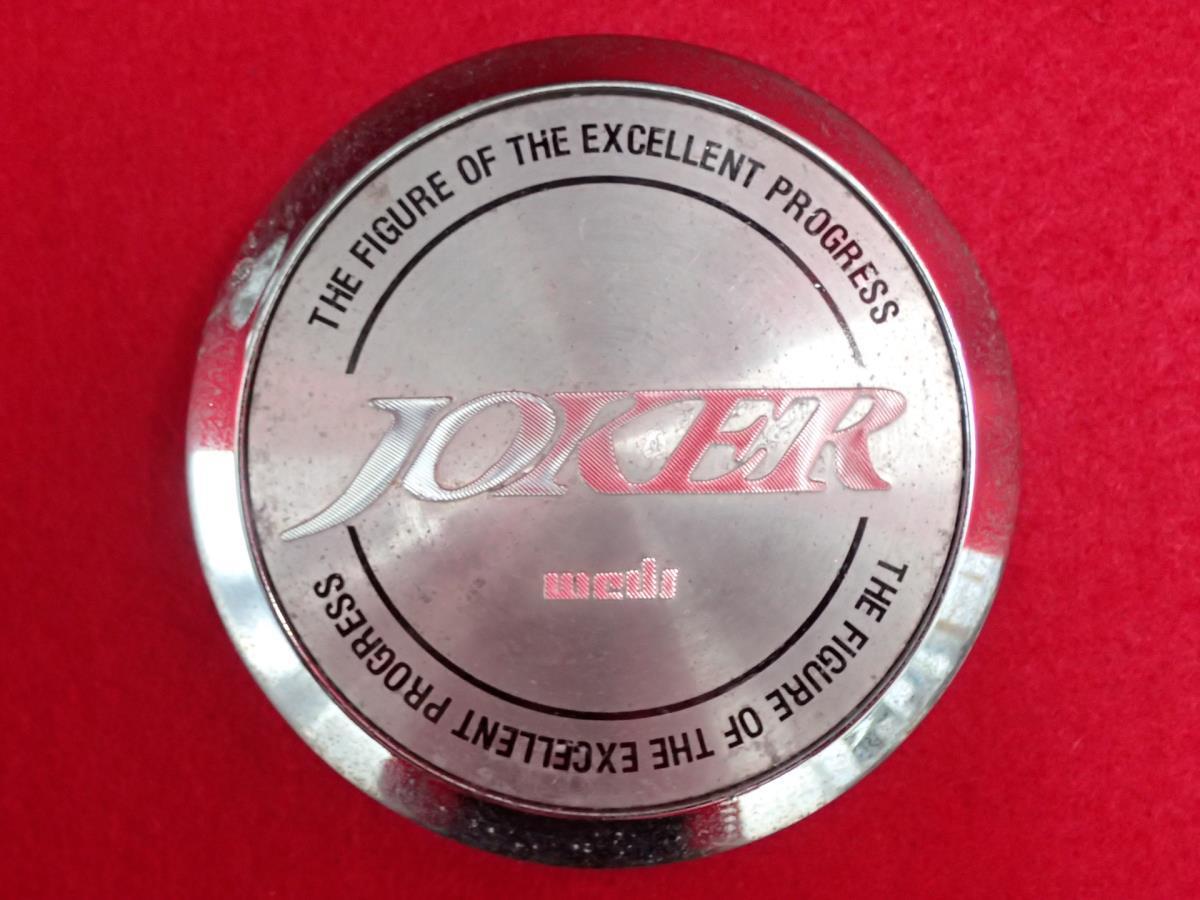 THE FIGURE OF THE EXCELLENT PROGRESS
JOKER
weds
THE FIGURE OF THE EXCELLENT PROGRESS